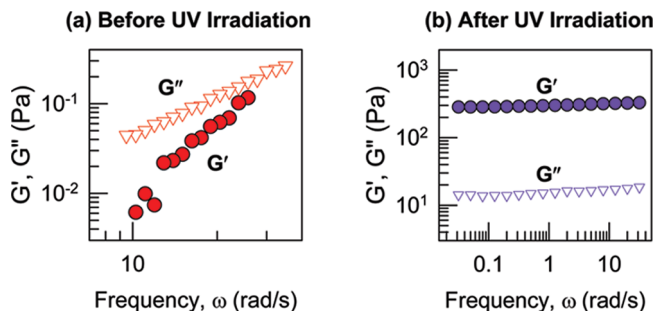 (a) Before UV Irradiation
G″
G′
10⁻¹
10⁻²
10
G′, G″ (Pa)
Frequency, ω (rad/s)
(b) After UV Irradiation
G′
G″
10³
10¹
0.1 1 10
G′, G″ (Pa)
Frequency, ω (rad/s)